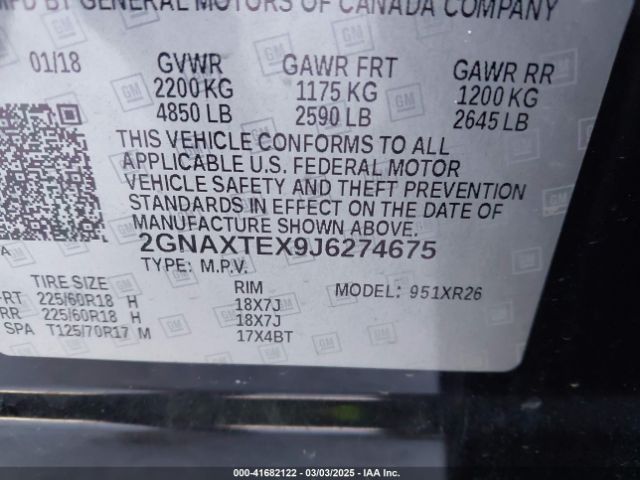 MFD BY GENERAL MOTORS OF CANADA COMPANY
01/18 GVWR GAWR FRT GAWR RR
2200 KG 1175 KG 1200 KG
4850 LB 2590 LB 2645 LB
THIS VEHICLE CONFORMS TO ALL
APPLICABLE U.S. FEDERAL MOTOR
VEHICLE SAFETY AND THEFT PREVENTION
STANDARDS IN EFFECT ON THE DATE OF
MANUFACTURE SHOWN ABOVE.
2GNAXTEX9J6274675
TYPE: M.P.V.
TIRE SIZE RIM MODEL: 951XR26
FRT 225/60R18 H 18X7J
RR 225/60R18 H 18X7J
SPA T125/70R17 M 17X4BT
000-41682122 — 03/03/2025 — IAA Inc.